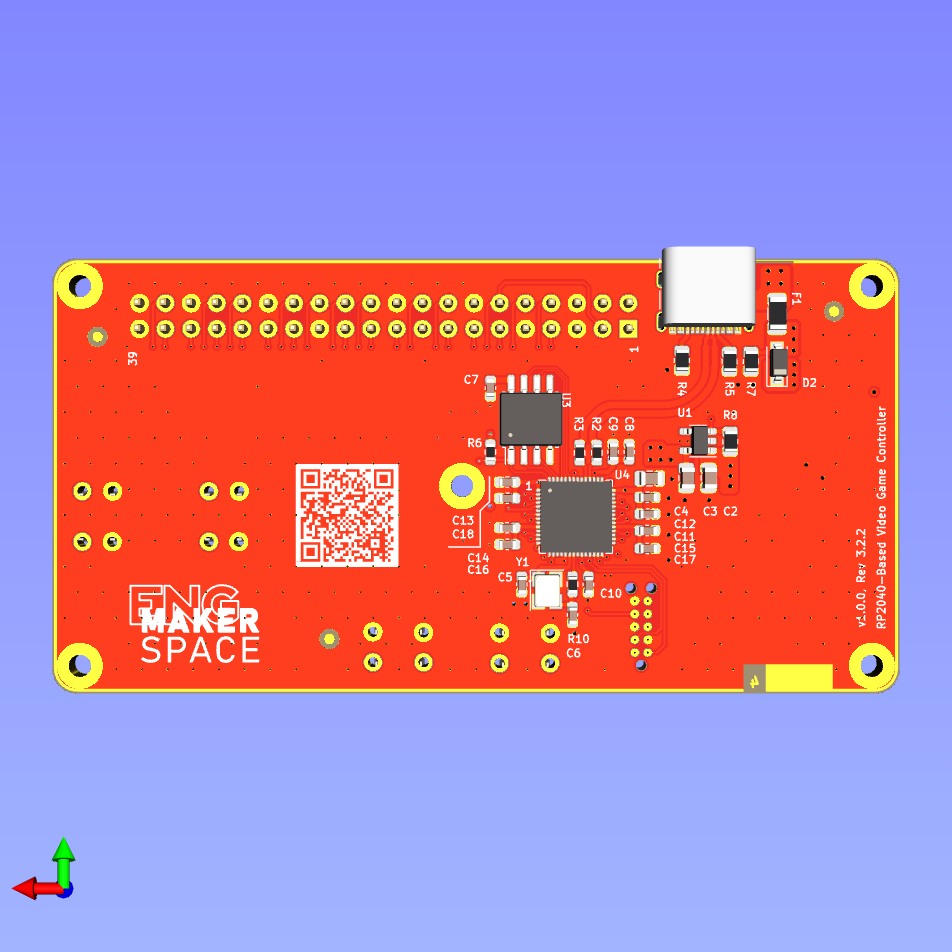 F1
39
1
C7
U3
R4
R5
R7
D2
U1
R8
R6
R3
R2
C9
C8
U4
1
C4
C3
C2
C13
C18
C12
C11
C15
C17
C14
C16
Y1
C5
C10
R10
C6
ENG
MAKER
SPACE
v1.0.0, Rev 3.2.2
RP2040-Based Video Game Controller
4